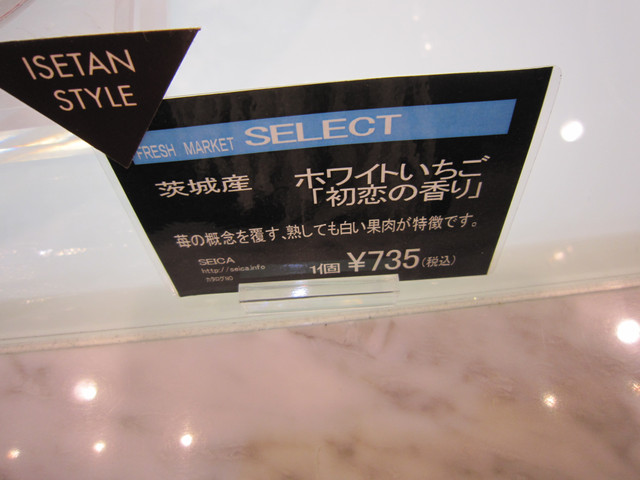 ISETAN
STYLE
FRESH MARKET SELECT
茨城産 ホワイトいちご
「初恋の香り」
苺の概念を覆す、熟しても白い果肉が特徴です。
SEICA
http://seica.info
1個 ¥735(税込)